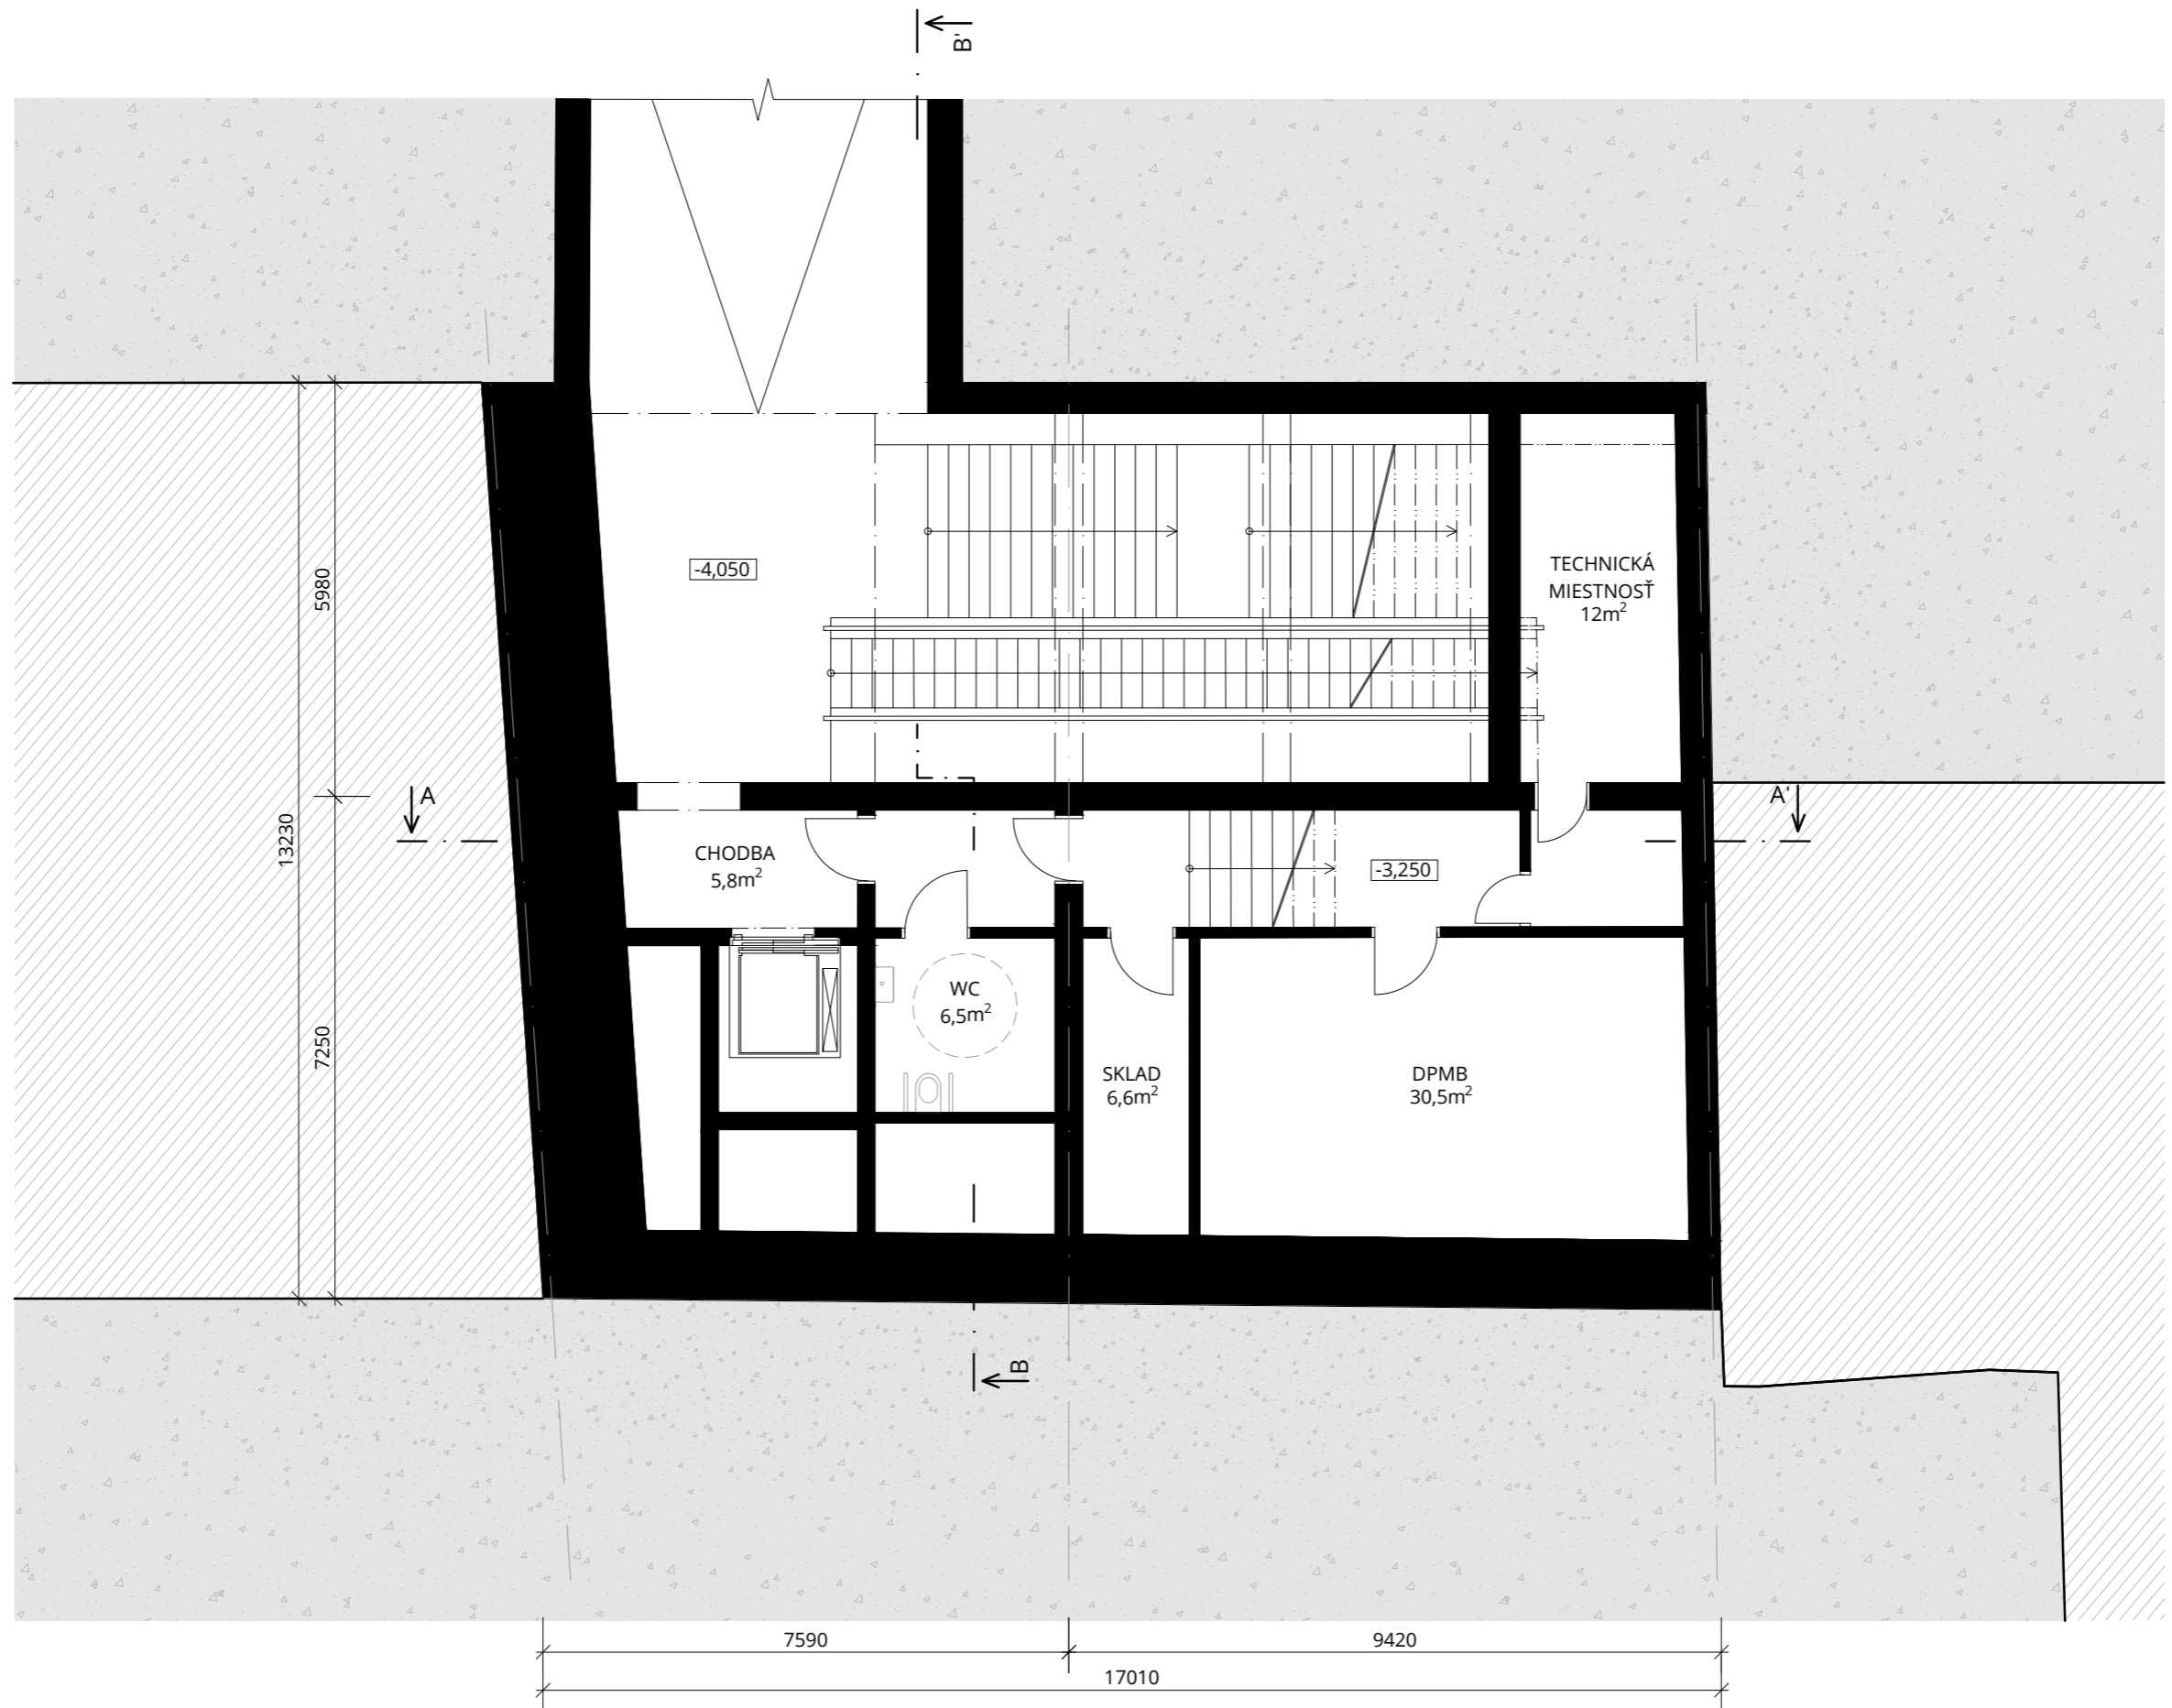 B'
-4,050
TECHNICKÁ
MIESTNOSŤ
12m²
5980
A
A'
13230
CHODBA
5,8m²
-3,250
WC
6,5m²
7250
SKLAD
6,6m²
DPMB
30,5m²
B
7590
9420
17010